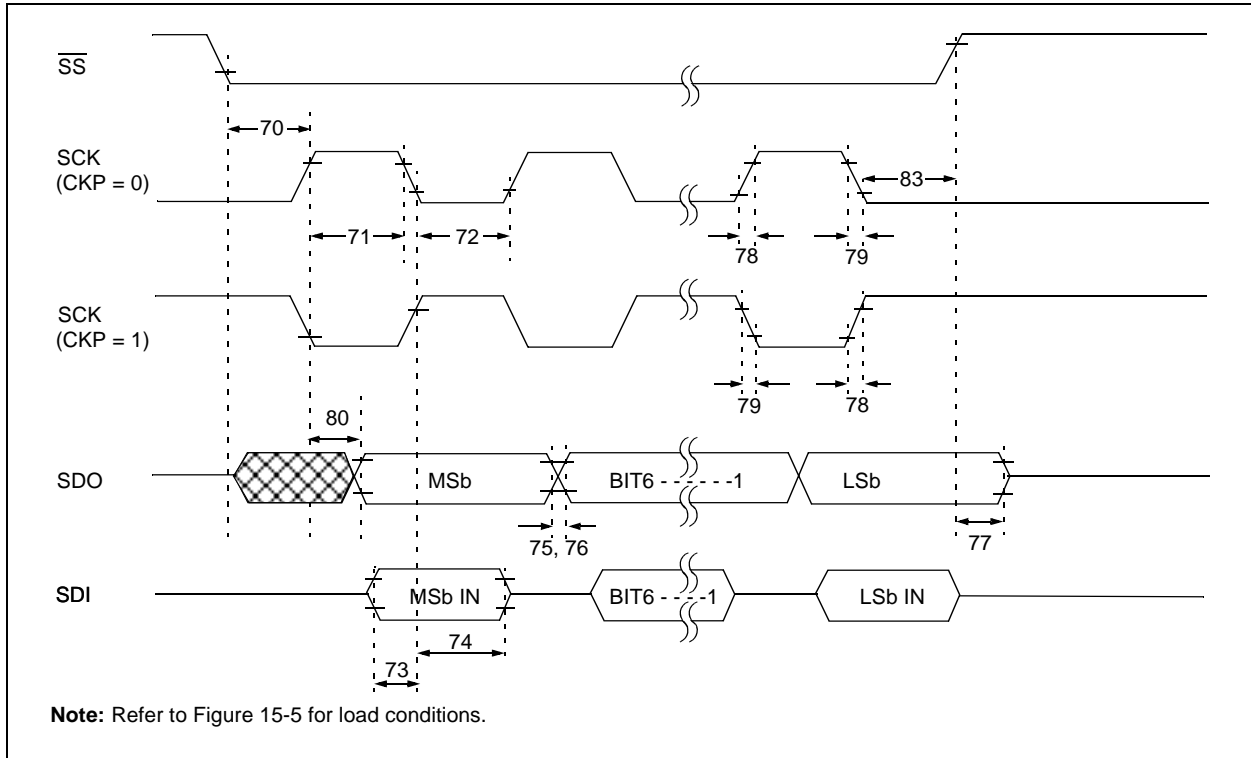 SS
70
SCK
(CKP = 0)
83
71
72
78
79
SCK
(CKP = 1)
79
78
80
SDO
MSb
BIT6 - - - - - -1
LSb
75, 76
77
SDI
MSb IN
BIT6 - - - - -1
LSb IN
74
73
Note: Refer to Figure 15-5 for load conditions.